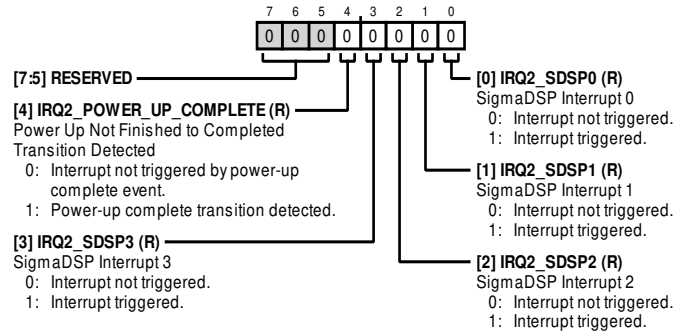 7 6 5 4 3 2 1 0
0 0 0 0 0 0 0 0
[7:5] RESERVED
[4] IRQ2_POWER_UP_COMPLETE (R)
Power Up Not Finished to Completed
Transition Detected
0: Interrupt not triggered by power-up
complete event.
1: Power-up complete transition detected.
[3] IRQ2_SDSP3 (R)
SigmaDSP Interrupt 3
0: Interrupt not triggered.
1: Interrupt triggered.
[0] IRQ2_SDSP0 (R)
SigmaDSP Interrupt 0
0: Interrupt not triggered.
1: Interrupt triggered.
[1] IRQ2_SDSP1 (R)
SigmaDSP Interrupt 1
0: Interrupt not triggered.
1: Interrupt triggered.
[2] IRQ2_SDSP2 (R)
SigmaDSP Interrupt 2
0: Interrupt not triggered.
1: Interrupt triggered.